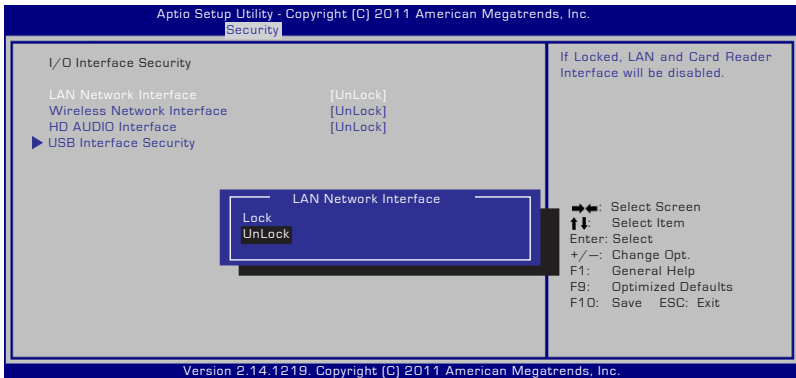 Aptio Setup Utility - Copyright (C) 2011 American Megatrends, Inc.
Security
I/O Interface Security
LAN Network Interface [UnLock]
Wireless Network Interface [UnLock]
HD AUDIO Interface [UnLock]
USB Interface Security
If Locked, LAN and Card Reader
Interface will be disabled.
LAN Network Interface
Lock
UnLock
→←: Select Screen
↑↓: Select Item
Enter: Select
+/—: Change Opt.
F1: General Help
F9: Optimized Defaults
F10: Save ESC: Exit
Version 2.14.1219. Copyright (C) 2011 American Megatrends, Inc.